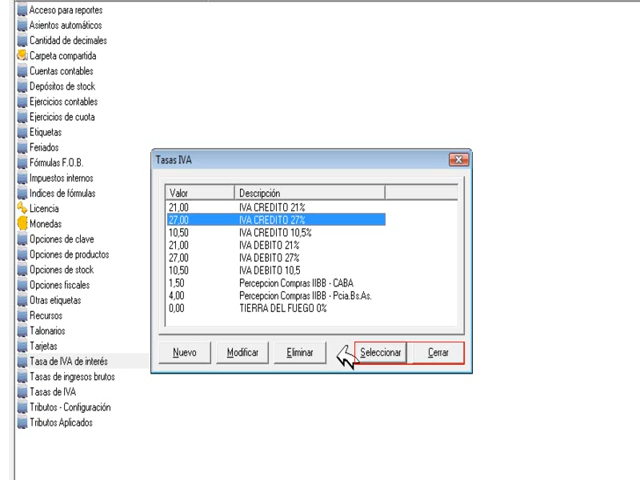 Acceso para reportes
Asientos automáticos
Cantidad de decimales
Carpeta compartida
Cuentas contables
Depósitos de stock
Ejercicios contables
Ejercicios de cuota
Etiquetas
Feriados
Fórmulas F.O.B.
Impuestos internos
Indices de fórmulas
Licencia
Monedas
Opciones de clave
Opciones de productos
Opciones de stock
Opciones fiscales
Otras etiquetas
Recursos
Talonarios
Tarjetas
Tasa de IVA de interés
Tasas de ingresos brutos
Tasas de IVA
Tributos - Configuración
Tributos Aplicados
Tasas IVA
Valor Descripción
21,00 IVA CREDITO 21%
27,00 IVA CREDITO 27%
10,50 IVA CREDITO 10,5%
21,00 IVA DEBITO 21%
27,00 IVA DEBITO 27%
10,50 IVA DEBITO 10,5
1,50 Percepcion Compras IIBB - CABA
4,00 Percepcion Compras IIBB - Pcia.Bs.As.
0,00 TIERRA DEL FUEGO 0%
Nuevo Modificar Eliminar Seleccionar Cerrar